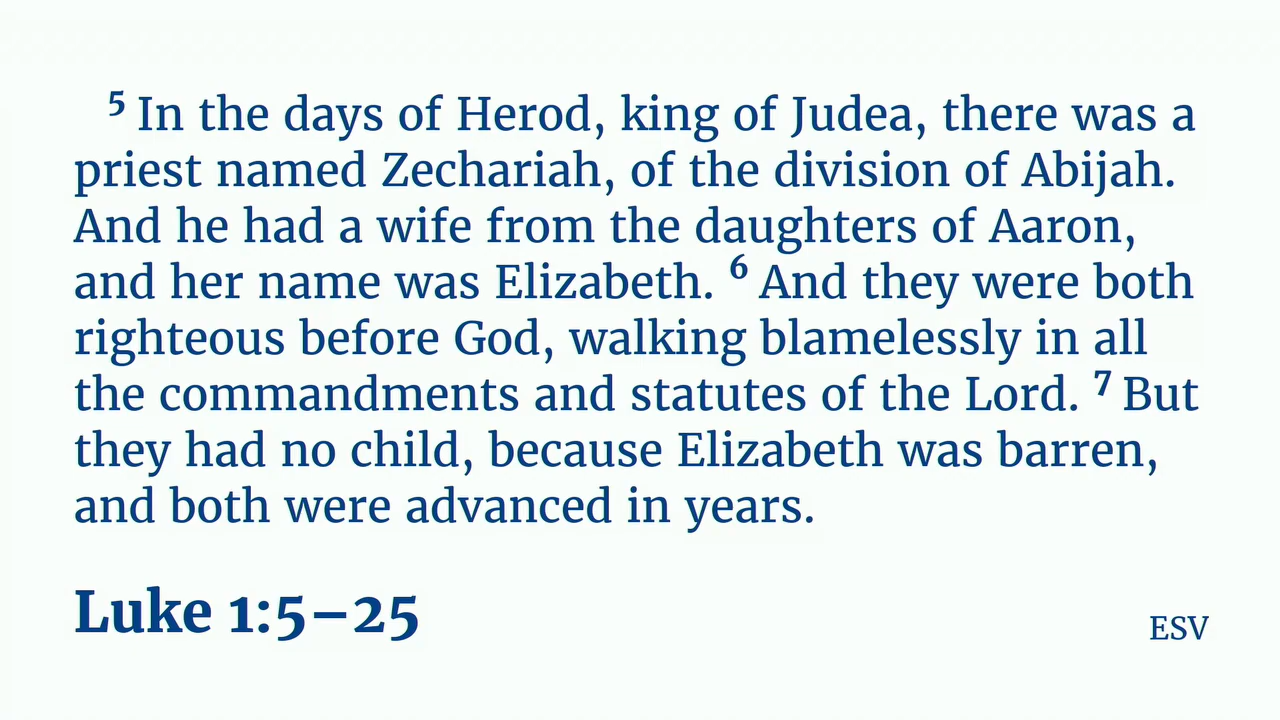 5 In the days of Herod, king of Judea, there was a
priest named Zechariah, of the division of Abijah.
And he had a wife from the daughters of Aaron,
and her name was Elizabeth. 6 And they were both
righteous before God, walking blamelessly in all
the commandments and statutes of the Lord. 7 But
they had no child, because Elizabeth was barren,
and both were advanced in years.
Luke 1:5–25
ESV